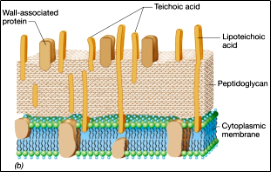 Wall-associated
protein
Teichoic acid
Lipoteichoic
acid
Peptidoglycan
Cytoplasmic
membrane
(b)